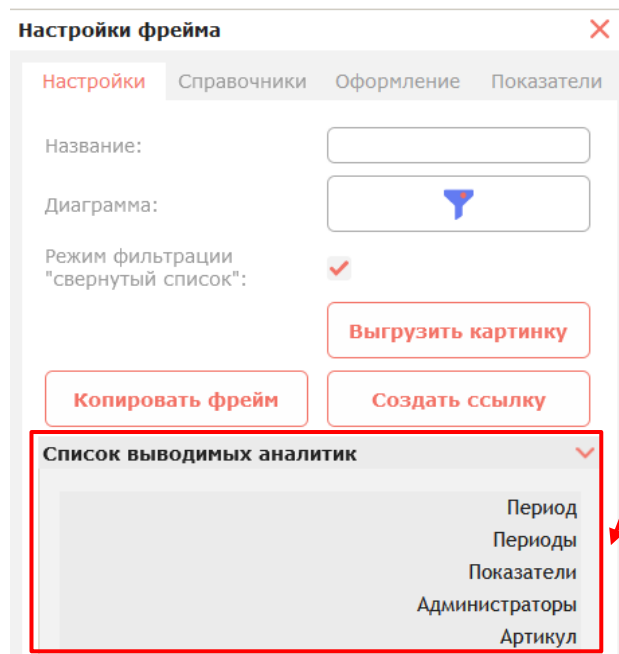 Настройки фрейма
Настройки Справочники Оформление Показатели
Название:
Диаграмма:
Режим фильтрации
"свернутый список":
Выгрузить картинку
Копировать фрейм Создать ссылку
Список выводимых аналитик
Период
Периоды
Показатели
Администраторы
Артикул